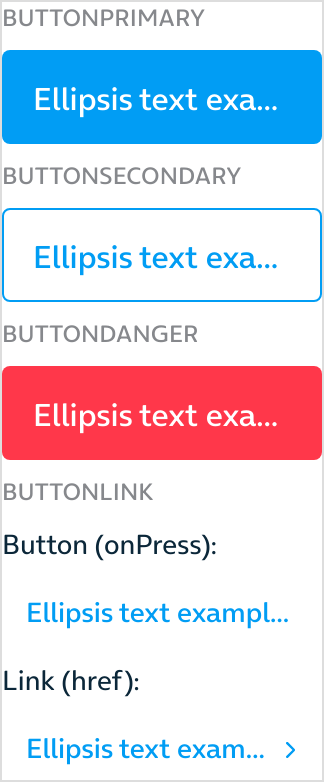 BUTTONPRIMARY
Ellipsis text exa...
BUTTONSECONDARY
Ellipsis text exa...
BUTTONDANGER
Ellipsis text exa...
BUTTONLINK
Button (onPress):
Ellipsis text exampl...
Link (href):
Ellipsis text exam...